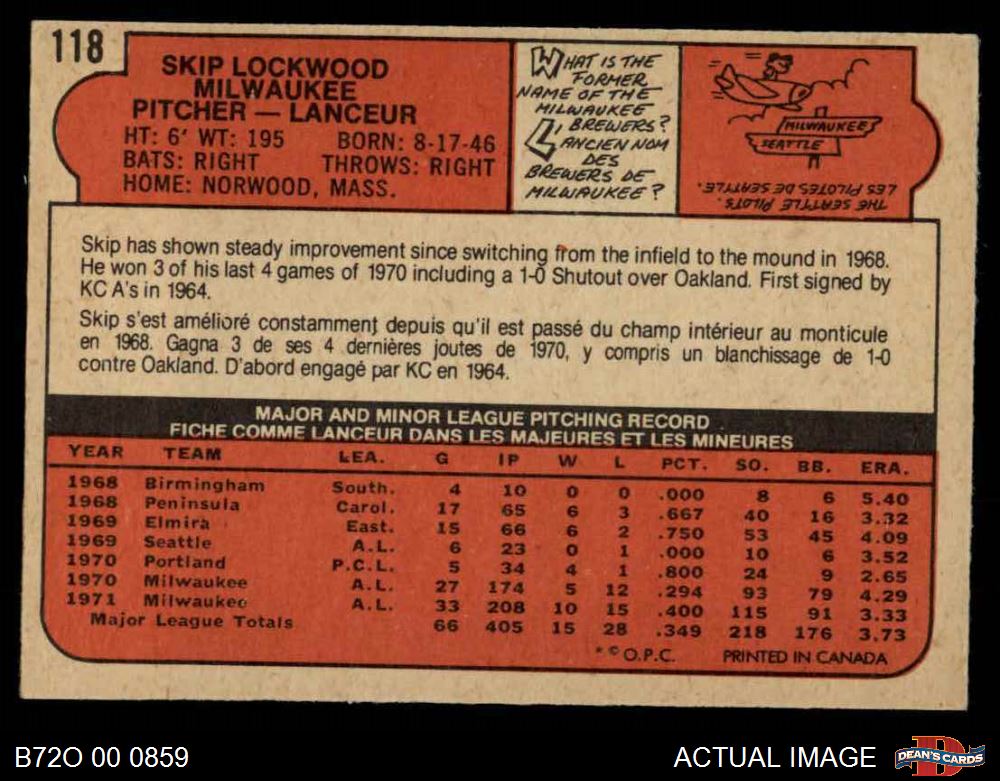 118
SKIP LOCKWOOD
MILWAUKEE
PITCHER — LANCEUR
HT: 6' WT: 195 BORN: 8-17-46
BATS: RIGHT THROWS: RIGHT
HOME: NORWOOD, MASS.
WHAT IS THE
FORMER
NAME OF THE
MILWAUKEE
BREWERS?
L'ANCIEN NOM
DES
BREWERS DE
MILWAUKEE?
MILWAUKEE
SEATTLE
THE SEATTLE PILOTS.
LES PILOTES DE SEATTLE.
Skip has shown steady improvement since switching from the infield to the mound in 1968.
He won 3 of his last 4 games of 1970 including a 1-0 Shutout over Oakland. First signed by
KC A's in 1964.
Skip s'est amélioré constamment depuis qu'il est passé du champ intérieur au monticule
en 1968. Gagna 3 de ses 4 dernières joutes de 1970, y compris un blanchissage de 1-0
contre Oakland. D'abord engagé par KC en 1964.
MAJOR AND MINOR LEAGUE PITCHING RECORD
FICHE COMME LANCEUR DANS LES MAJEURES ET LES MINEURES
YEAR TEAM LEA. G IP W L PCT. SO. BB. ERA.
1968 Birmingham South. 4 10 0 0 .000 8 6 5.40
1968 Peninsula Carol. 17 65 6 3 .667 40 16 3.32
1969 Elmira East. 15 66 6 2 .750 53 45 4.09
1969 Seattle A.L. 6 23 0 1 .000 10 6 3.52
1970 Portland P.C.L. 5 34 4 1 .800 24 9 2.65
1970 Milwaukee A.L. 27 174 5 12 .294 93 79 4.29
1971 Milwaukee A.L. 33 208 10 15 .400 115 91 3.33
Major League Totals 66 405 15 28 .349 218 176 3.73
* © O.P.C. PRINTED IN CANADA
B72O 00 0859
ACTUAL IMAGE
D
DEAN'S CARDS